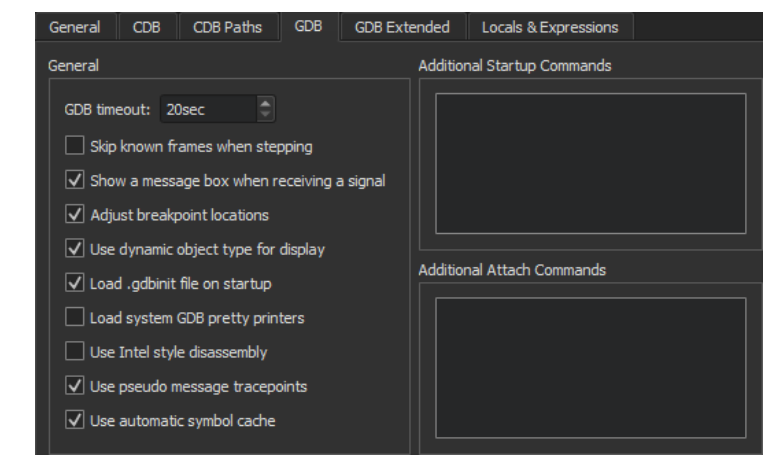 General CDB CDB Paths GDB GDB Extended Locals & Expressions
General
GDB timeout: 20sec
Skip known frames when stepping
Show a message box when receiving a signal
Adjust breakpoint locations
Use dynamic object type for display
Load .gdbinit file on startup
Load system GDB pretty printers
Use Intel style disassembly
Use pseudo message tracepoints
Use automatic symbol cache
Additional Startup Commands
Additional Attach Commands